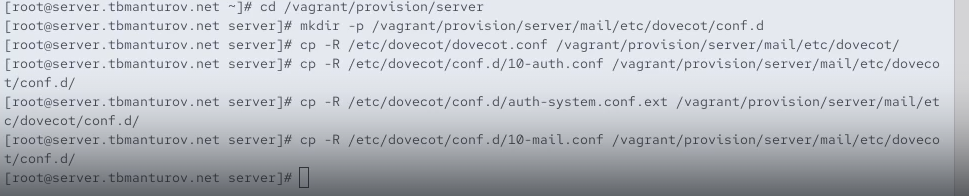 [root@server.tbmanturov.net ~]# cd /vagrant/provision/server
[root@server.tbmanturov.net server]# mkdir -p /vagrant/provision/server/mail/etc/dovecot/conf.d
[root@server.tbmanturov.net server]# cp -R /etc/dovecot/dovecot.conf /vagrant/provision/server/mail/etc/dovecot/
[root@server.tbmanturov.net server]# cp -R /etc/dovecot/conf.d/10-auth.conf /vagrant/provision/server/mail/etc/doveco
t/conf.d/
[root@server.tbmanturov.net server]# cp -R /etc/dovecot/conf.d/auth-system.conf.ext /vagrant/provision/server/mail/et
c/dovecot/conf.d/
[root@server.tbmanturov.net server]# cp -R /etc/dovecot/conf.d/10-mail.conf /vagrant/provision/server/mail/etc/doveco
t/conf.d/
[root@server.tbmanturov.net server]#